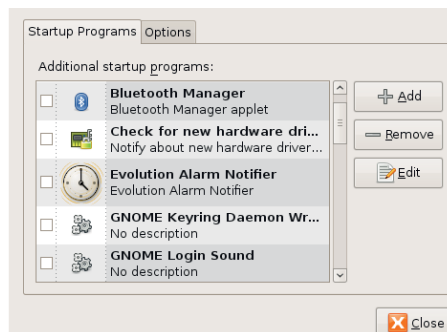 Startup Programs Options
Additional startup programs:
Bluetooth Manager
Bluetooth Manager applet
Check for new hardware dri...
Notify about new hardware driver...
Evolution Alarm Notifier
Evolution Alarm Notifier
GNOME Keyring Daemon Wr...
No description
GNOME Login Sound
No description
Add
Remove
Edit
Close